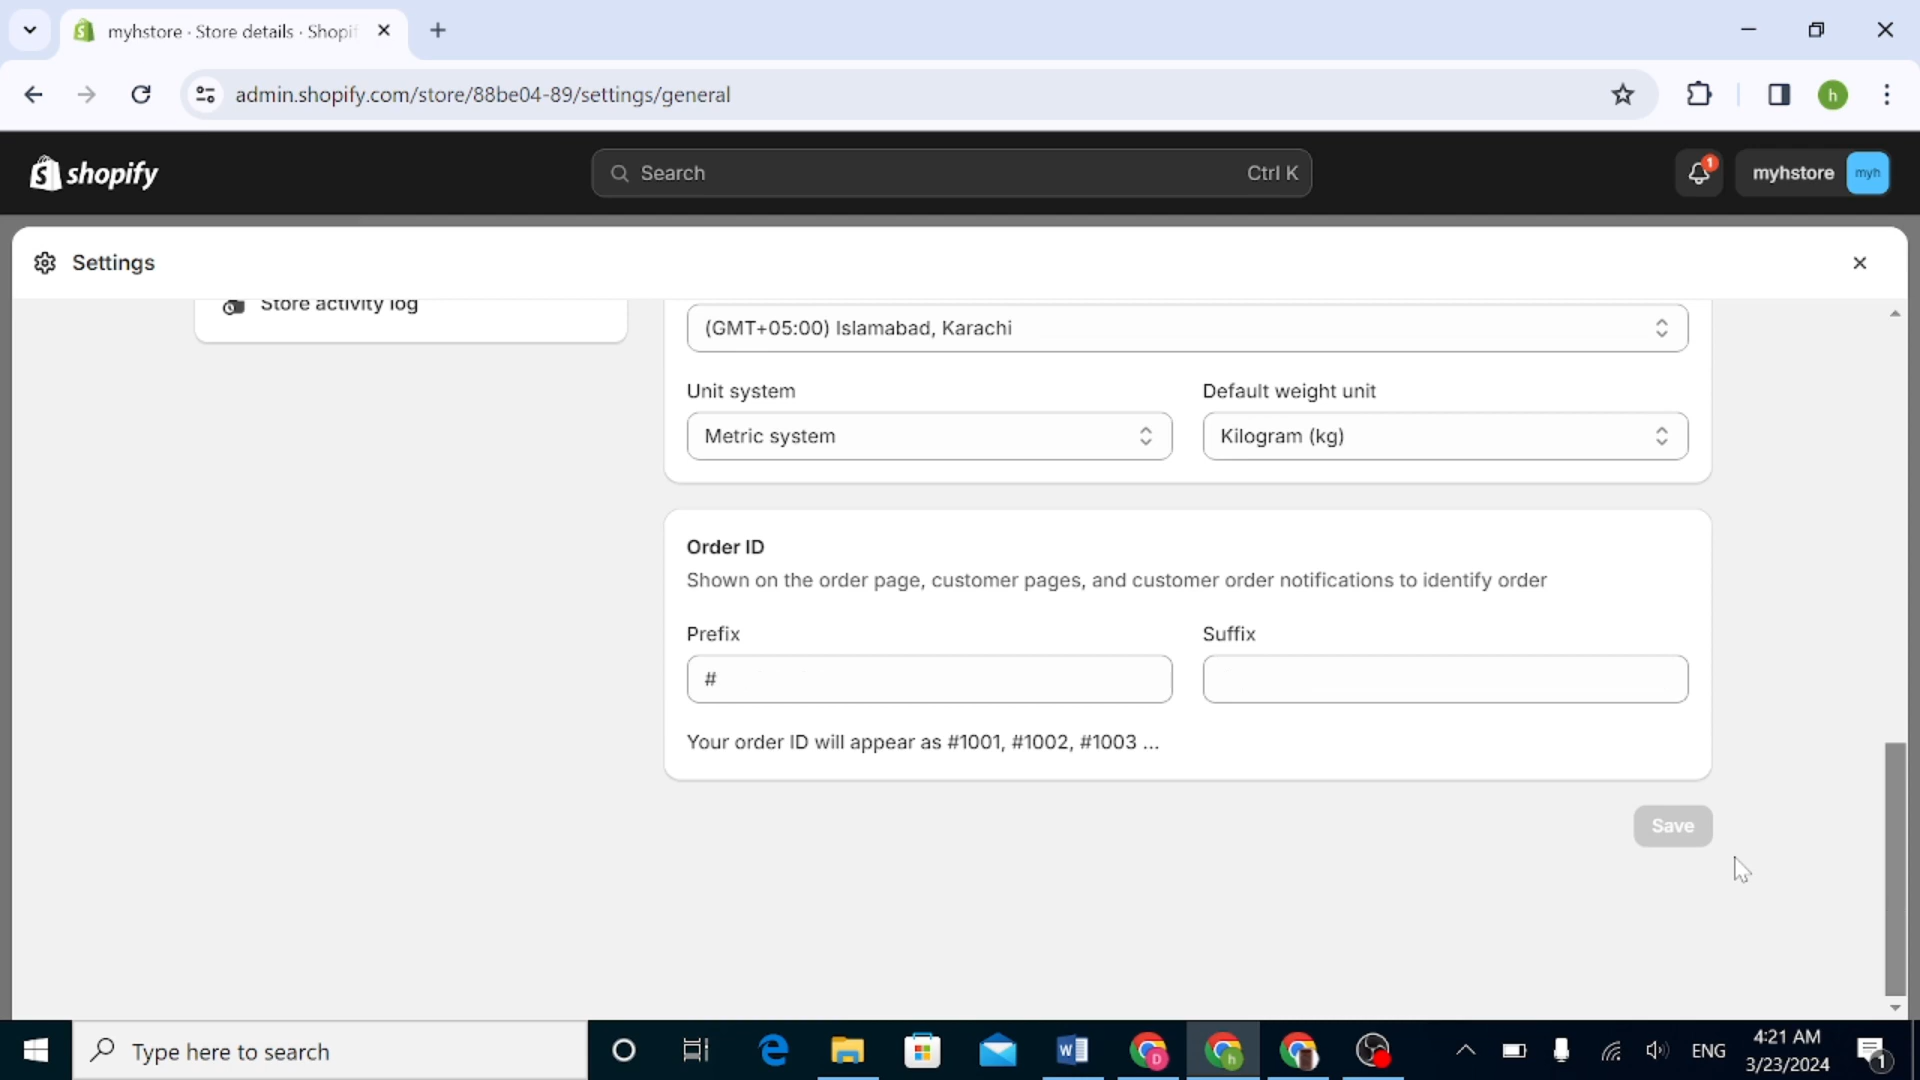 myhstore · Store details · Shopif
admin.shopify.com/store/88be04-89/settings/general
h
shopify
Search
Ctrl K
1
myhstore
myh
Settings
Store activity log
(GMT+05:00) Islamabad, Karachi
Unit system
Default weight unit
Metric system
Kilogram (kg)
Order ID
Shown on the order page, customer pages, and customer order notifications to identify order
Prefix
Suffix
#
Your order ID will appear as #1001, #1002, #1003 ...
Save
Type here to search
W
D
h
ENG
4:21 AM
3/23/2024
1